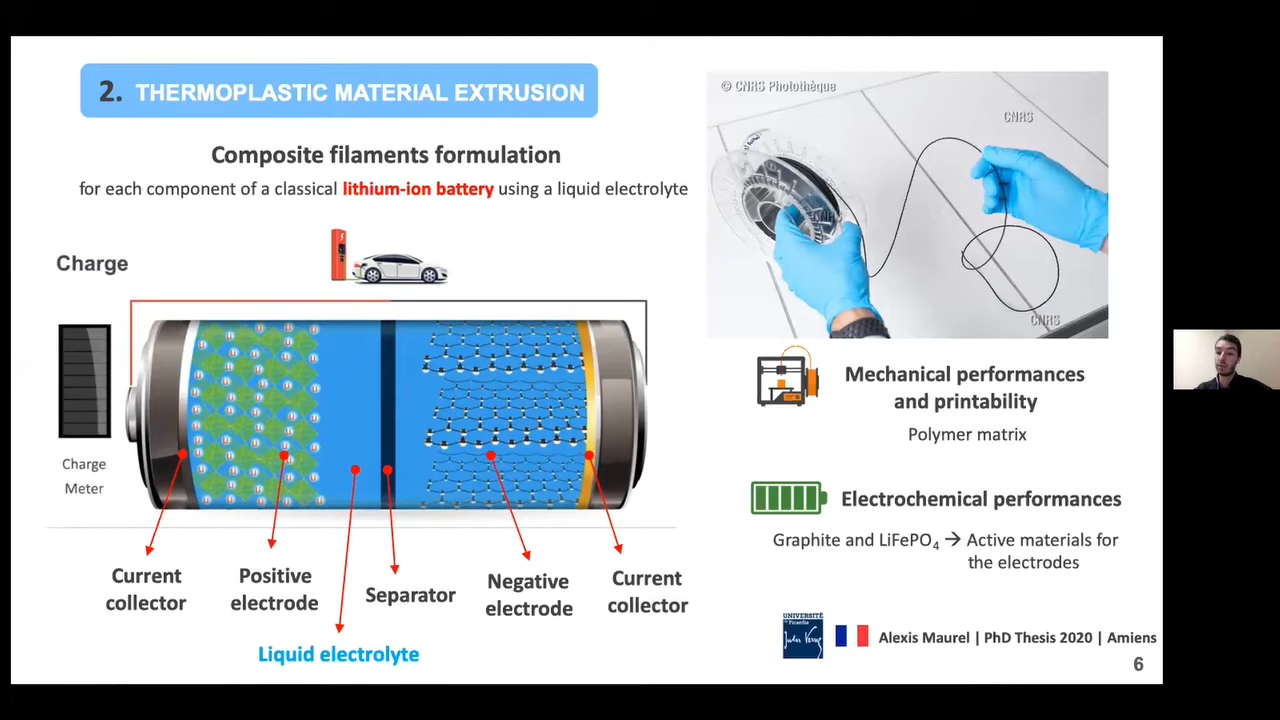 2. THERMOPLASTIC MATERIAL EXTRUSION
Composite filaments formulation
for each component of a classical lithium-ion battery using a liquid electrolyte
Charge
Charge
Meter
Current
collector
Positive
electrode
Separator
Negative
electrode
Current
collector
Liquid electrolyte
© CNRS Photothèque
CNRS
CNRS
CNRS
Mechanical performances
and printability
Polymer matrix
Electrochemical performances
Graphite and LiFePO₄ → Active materials for
the electrodes
UNIVERSITÉ
de Picardie
Jules Verne
Alexis Maurel | PhD Thesis 2020 | Amiens
6